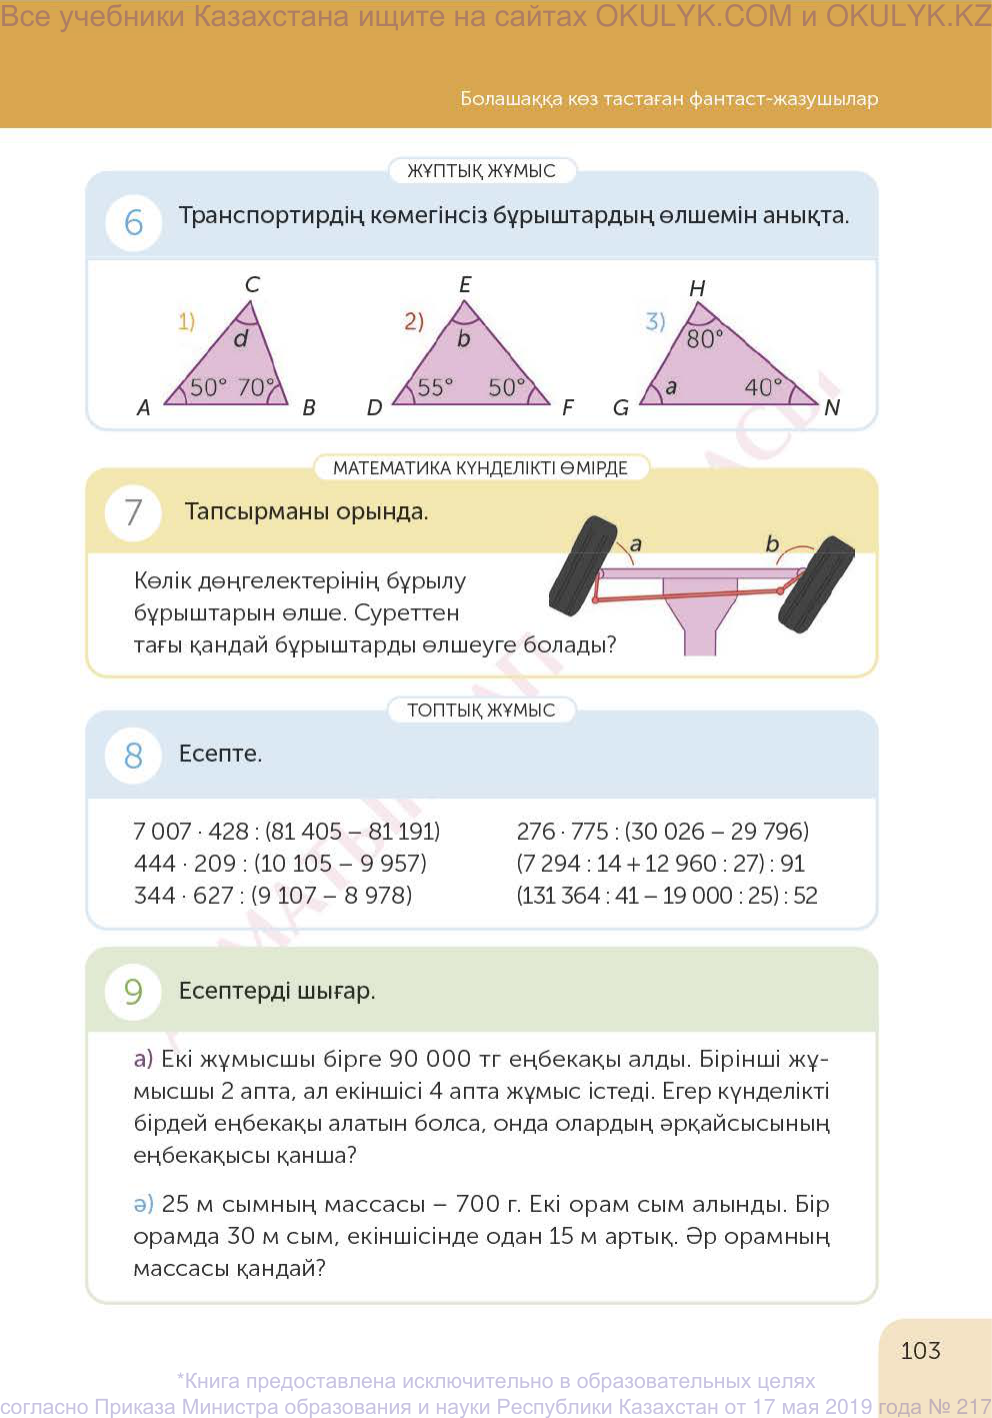 Все учебники Казахстана ищите на сайтах OKULYK.COM и OKULYK.KZ
Болашаққа көз тастаған фантаст-жазушылар
ЖҰПТЫҚ ЖҰМЫС
6 Транспортирдің көмегінсіз бұрыштардың өлшемін анықта.
1) C d 50° 70° A B
2) E b 55° 50° D F
3) H 80° a 40° G N
МАТЕМАТИКА КҮНДЕЛІКТІ ӨМІРДЕ
7 Тапсырманы орында.
a b
Көлік дөңгелектерінің бұрылу
бұрыштарын өлше. Суреттен
тағы қандай бұрыштарды өлшеуге болады?
ТОПТЫҚ ЖҰМЫС
8 Есепте.
7 007 · 428 : (81 405 – 81 191)
444 · 209 : (10 105 – 9 957)
344 · 627 : (9 107 – 8 978)
276 · 775 : (30 026 – 29 796)
(7 294 : 14 + 12 960 : 27) : 91
(131 364 : 41 – 19 000 : 25) : 52
9 Есептерді шығар.
а) Екі жұмысшы бірге 90 000 тг еңбекақы алды. Бірінші жұ-
мысшы 2 апта, ал екіншісі 4 апта жұмыс істеді. Егер күнделікті
бірдей еңбекақы алатын болса, онда олардың әрқайсысының
еңбекақысы қанша?
ә) 25 м сымның массасы – 700 г. Екі орам сым алынды. Бір
орамда 30 м сым, екіншісінде одан 15 м артық. Әр орамның
массасы қандай?
103
*Книга предоставлена исключительно в образовательных целях
согласно Приказа Министра образования и науки Республики Казахстан от 17 мая 2019 года № 217